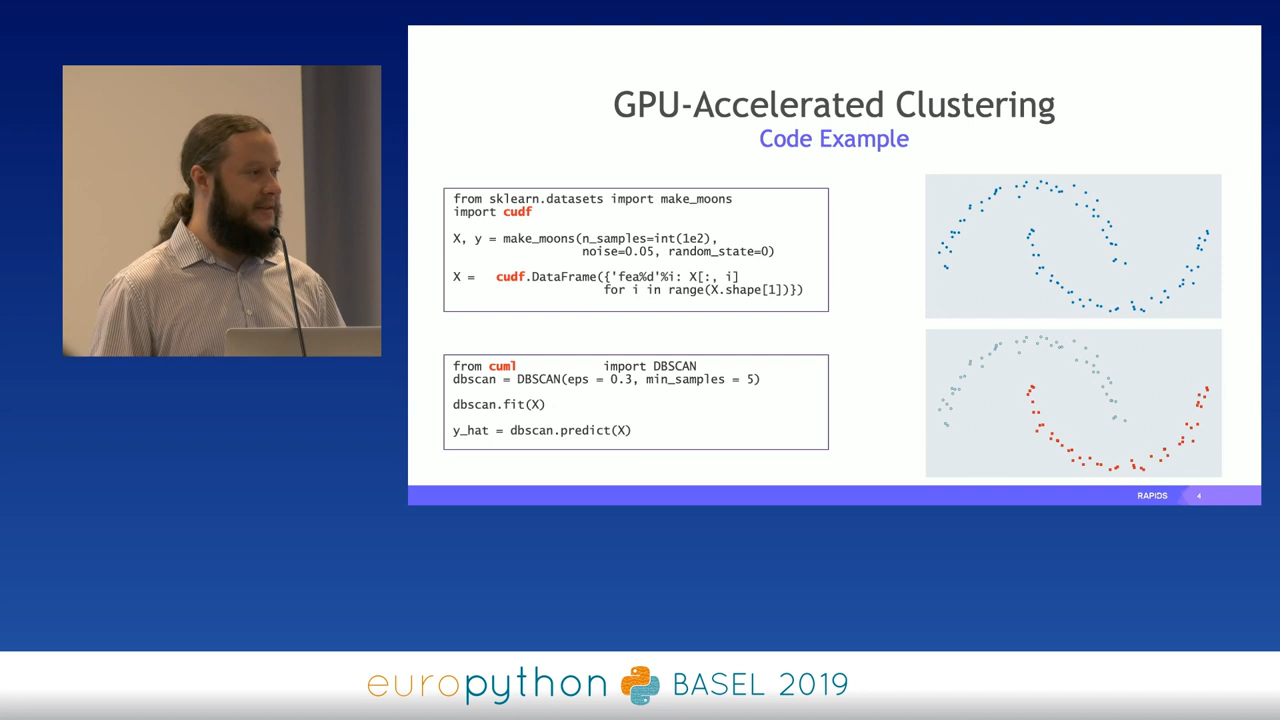 GPU-Accelerated Clustering
Code Example
from sklearn.datasets import make_moons
import cudf
X, y = make_moons(n_samples=int(1e2),
noise=0.05, random_state=0)
X = cudf.DataFrame({'fea%d'%i: X[:, i]
for i in range(X.shape[1])})
from cuml import DBSCAN
dbscan = DBSCAN(eps = 0.3, min_samples = 5)
dbscan.fit(X)
y_hat = dbscan.predict(X)
RAPIDS 4
europython BASEL 2019